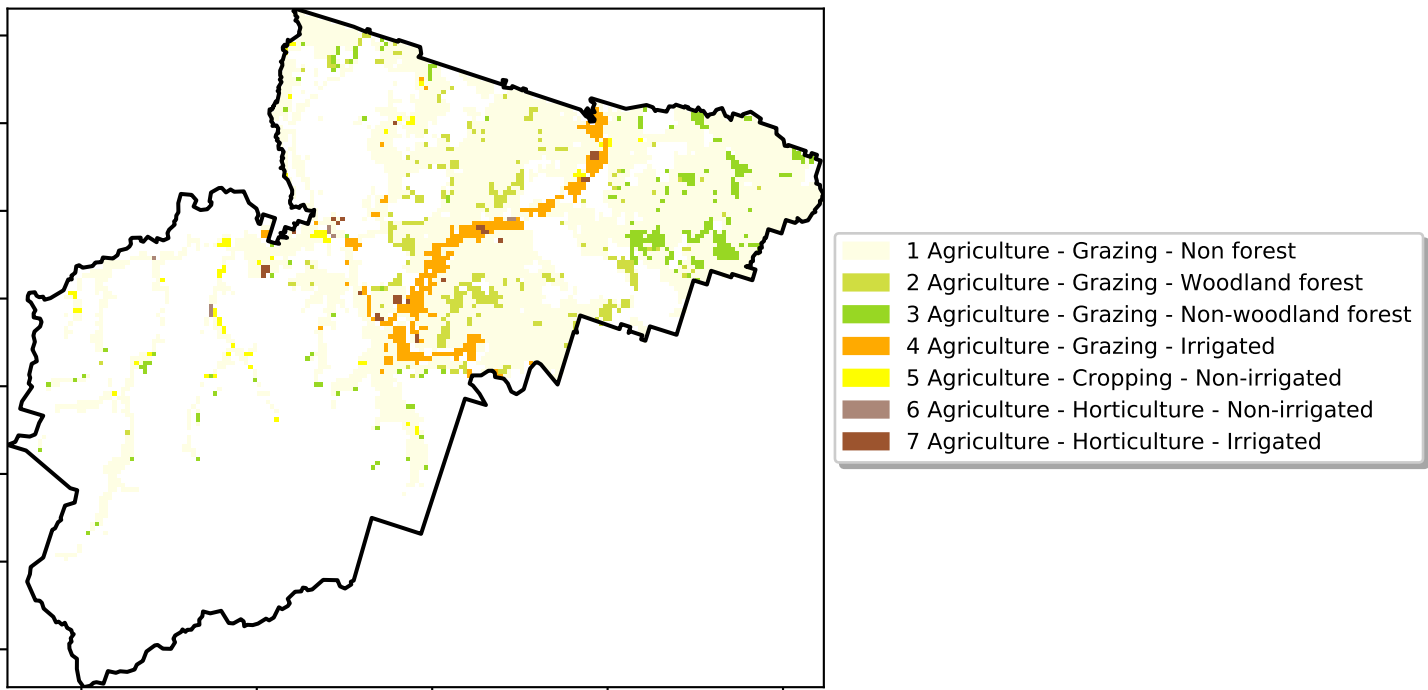 1 Agriculture - Grazing - Non forest
2 Agriculture - Grazing - Woodland forest
3 Agriculture - Grazing - Non-woodland forest
4 Agriculture - Grazing - Irrigated
5 Agriculture - Cropping - Non-irrigated
6 Agriculture - Horticulture - Non-irrigated
7 Agriculture - Horticulture - Irrigated